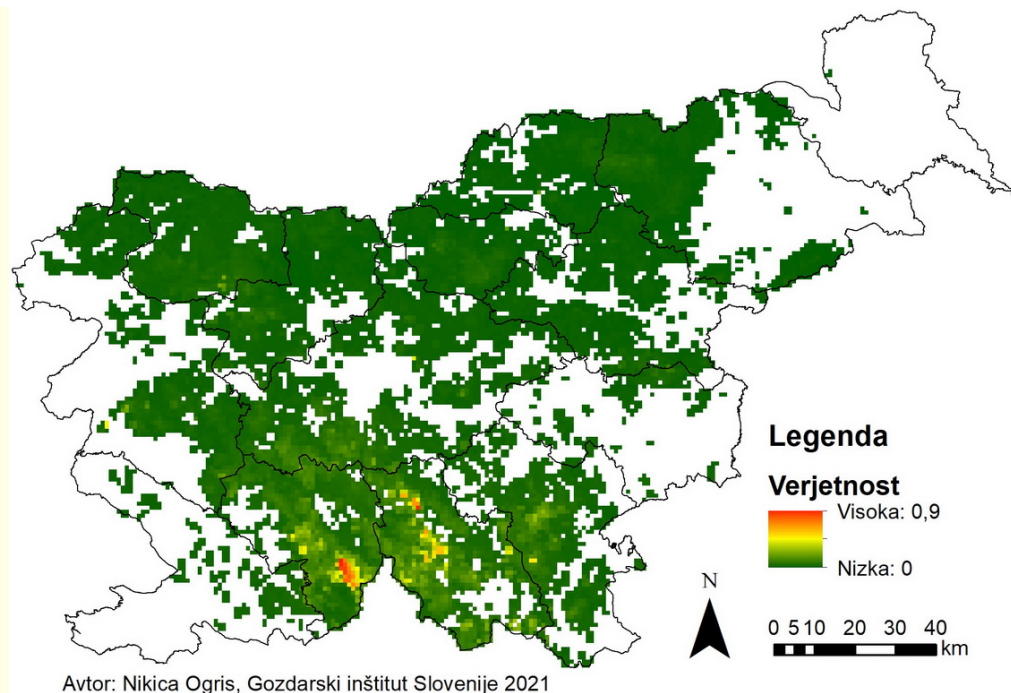 Legenda
Verjetnost
Visoka: 0,9
Nizka: 0
N
0 5 10 20 30 40
km
Avtor: Nikica Ogris, Gozdarski inštitut Slovenije 2021